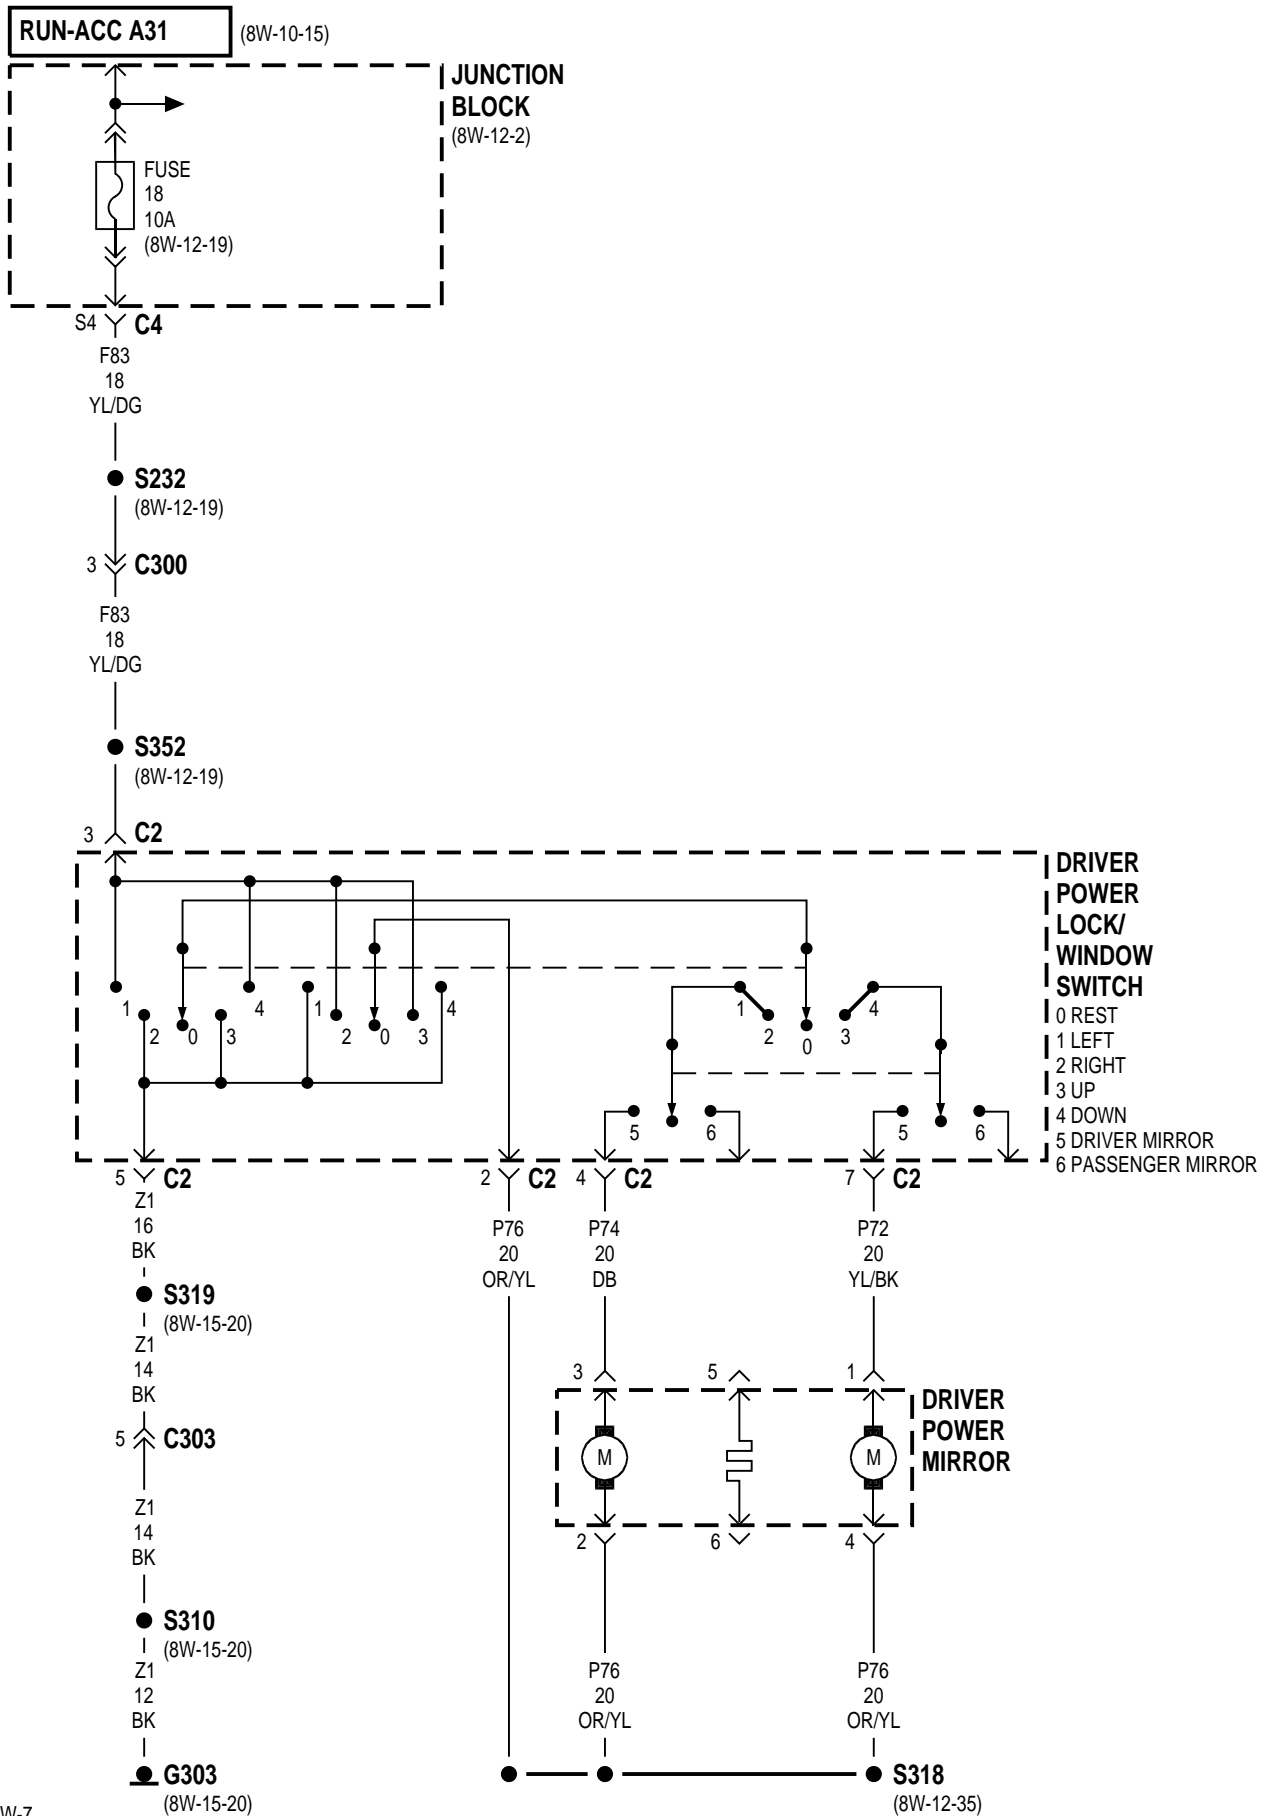 RUN-ACC A31 (8W-10-15)
JUNCTION
BLOCK
(8W-12-2)
FUSE
18
10A
(8W-12-19)
S4 C4
F83
18
YL/DG
S232
(8W-12-19)
3 C300
F83
18
YL/DG
S352
(8W-12-19)
3 C2
DRIVER
POWER
LOCK/
WINDOW
SWITCH
0 REST
1 LEFT
2 RIGHT
3 UP
4 DOWN
5 DRIVER MIRROR
6 PASSENGER MIRROR
1 4 1 4 1 4
2 0 3 2 0 3 2 0 3
5 6 5 6
5 C2 2 C2 4 C2 7 C2
Z1
16
BK
P76
20
OR/YL
P74
20
DB
P72
20
YL/BK
S319
(8W-15-20)
Z1
14
BK
3 5 1
DRIVER
POWER
MIRROR
5 C303
M M
2 6 4
Z1
14
BK
S310
(8W-15-20)
Z1
12
BK
P76
20
OR/YL
P76
20
OR/YL
G303
(8W-15-20)
S318
(8W-12-35)